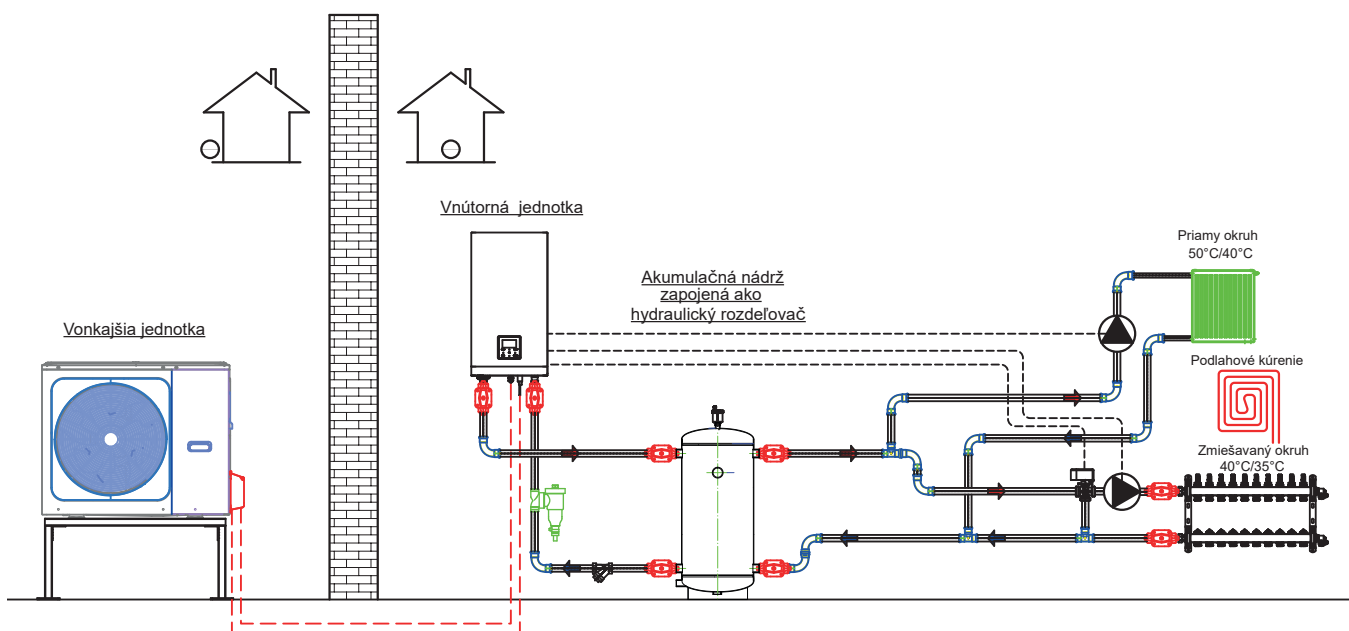 Vnútorná jednotka
Priamy okruh
50°C/40°C
Akumulačná nádrž
zapojená ako
hydraulický rozdeľovač
Vonkajšia jednotka
Podlahové kúrenie
Zmiešavaný okruh
40°C/35°C